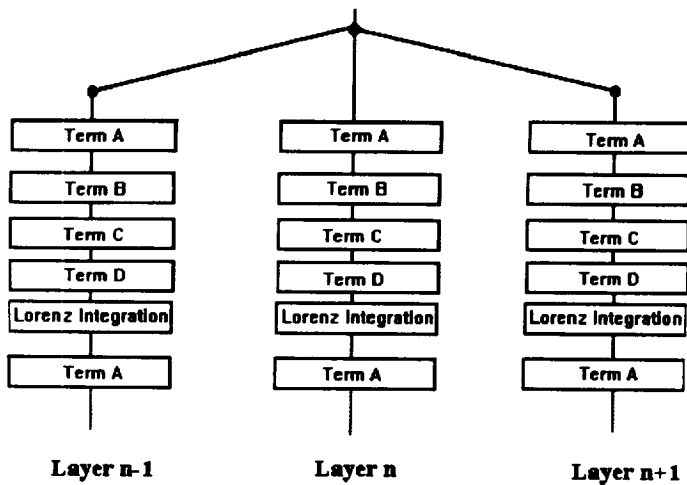 Term A Term A Term A
Term B Term B Term B
Term C Term C Term C
Term D Term D Term D
Lorenz Integration Lorenz Integration Lorenz Integration
Term A Term A Term A
Layer n-1 Layer n Layer n+1